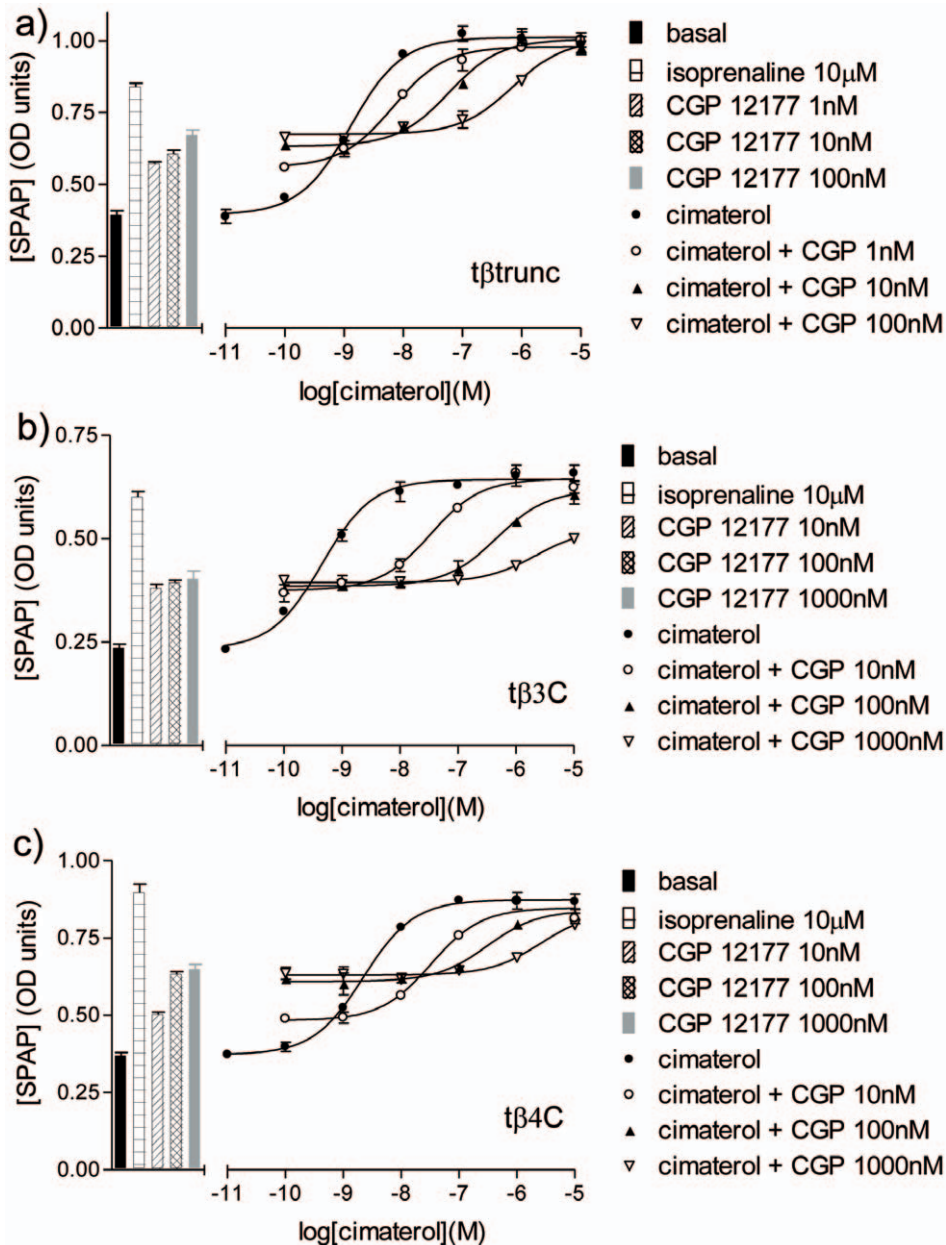 a)
[SPAP] (OD units)
1.00
0.75
0.50
0.25
0.00
tβtrunc
-11 -10 -9 -8 -7 -6 -5
log[cimaterol](M)
basal
isoprenaline 10μM
CGP 12177 1nM
CGP 12177 10nM
CGP 12177 100nM
cimaterol
cimaterol + CGP 1nM
cimaterol + CGP 10nM
cimaterol + CGP 100nM
b)
[SPAP] (OD units)
0.75
0.50
0.25
0.00
tβ3C
-11 -10 -9 -8 -7 -6 -5
log[cimaterol](M)
basal
isoprenaline 10μM
CGP 12177 10nM
CGP 12177 100nM
CGP 12177 1000nM
cimaterol
cimaterol + CGP 10nM
cimaterol + CGP 100nM
cimaterol + CGP 1000nM
c)
[SPAP] (OD units)
1.00
0.75
0.50
0.25
0.00
tβ4C
-11 -10 -9 -8 -7 -6 -5
log[cimaterol](M)
basal
isoprenaline 10μM
CGP 12177 10nM
CGP 12177 100nM
CGP 12177 1000nM
cimaterol
cimaterol + CGP 10nM
cimaterol + CGP 100nM
cimaterol + CGP 1000nM